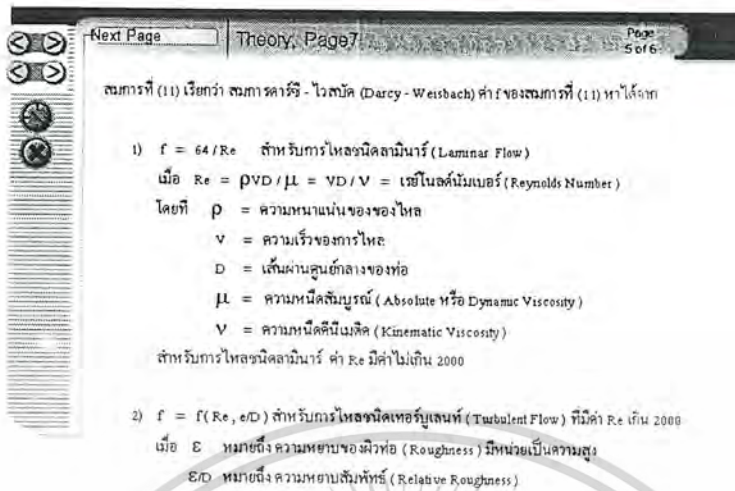 Next Page
Theory, Page7
Page
5 of 6
สมการที่ (11) เรียกว่า สมการดาร์ซี - ไวสบัค (Darcy - Weisbach) ค่า f ของสมการที่ (11) หาได้จาก
1) f = 64 / Re สำหรับการไหลชนิดลามินาร์ ( Laminar Flow )
เมื่อ Re = ρVD / μ = VD / ν = เรย์โนลด์นัมเบอร์ ( Reynolds Number )
โดยที่ ρ = ความหนาแน่นของของไหล
v = ความเร็วของการไหล
D = เส้นผ่านศูนย์กลางของท่อ
μ = ความหนืดสัมบูรณ์ ( Absolute หรือ Dynamic Viscosity )
ν = ความหนืดคีนีเมติค ( Kinematic Viscosity )
สำหรับการไหลชนิดลามินาร์ ค่า Re มีค่าไม่เกิน 2000
2) f = f( Re , e/D ) สำหรับการไหลชนิดเทอร์บูเลนท์ ( Turbulent Flow ) ที่มีค่า Re เกิน 2000
เมื่อ ε หมายถึง ความหยาบของผิวท่อ ( Roughness ) มีหน่วยเป็นความสูง
ε/D หมายถึง ความหยาบสัมพัทธ์ ( Relative Roughness )